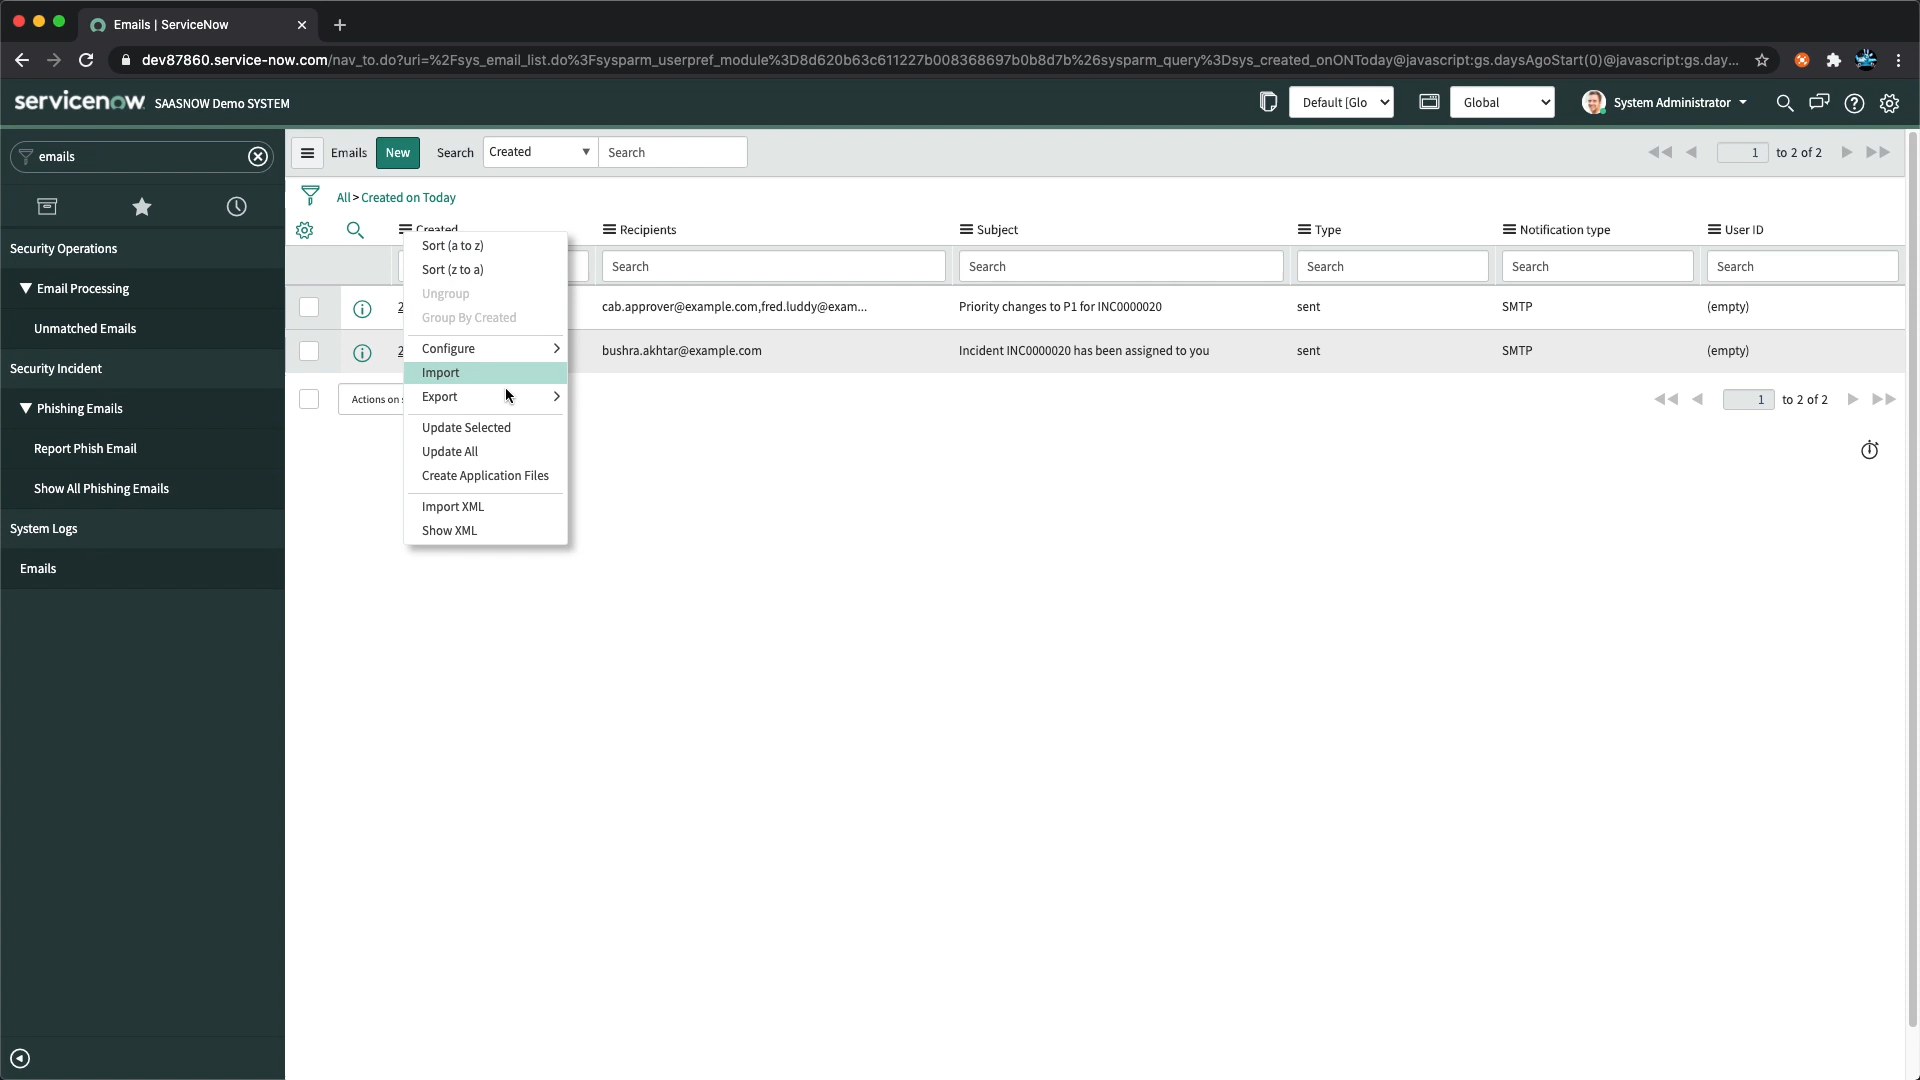 Emails | ServiceNow
dev87860.service-now.com/nav_to.do?uri=%2Fsys_email_list.do%3Fsysparm_userpref_module%3D8d620b63c611227b008368697b0b8d7b%26sysparm_query%3Dsys_created_onONToday@javascript:gs.daysAgoStart(0)@javascript:gs.day...
servicenow SAASNOW Demo SYSTEM
Default [Glo
Global
System Administrator
emails
Emails
New
Search
Created
Search
1 to 2 of 2
All > Created on Today
Created
Recipients
Subject
Type
Notification type
User ID
Search
Search
Search
Search
Search
2
cab.approver@example.com,fred.luddy@exam...
Priority changes to P1 for INC0000020
sent
SMTP
(empty)
2
bushra.akhtar@example.com
Incident INC0000020 has been assigned to you
sent
SMTP
(empty)
Actions on
1 to 2 of 2
Sort (a to z)
Sort (z to a)
Ungroup
Group By Created
Configure
Import
Export
Update Selected
Update All
Create Application Files
Import XML
Show XML
Security Operations
Email Processing
Unmatched Emails
Security Incident
Phishing Emails
Report Phish Email
Show All Phishing Emails
System Logs
Emails